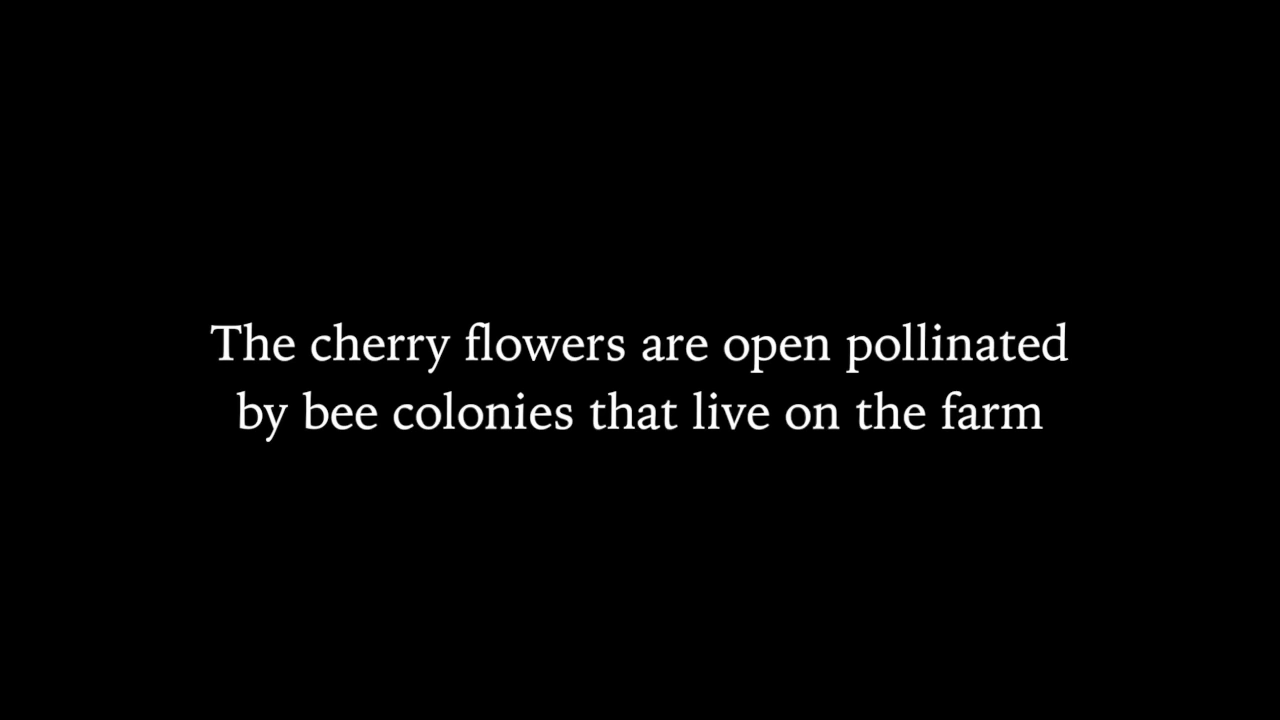 The cherry flowers are open pollinated
by bee colonies that live on the farm